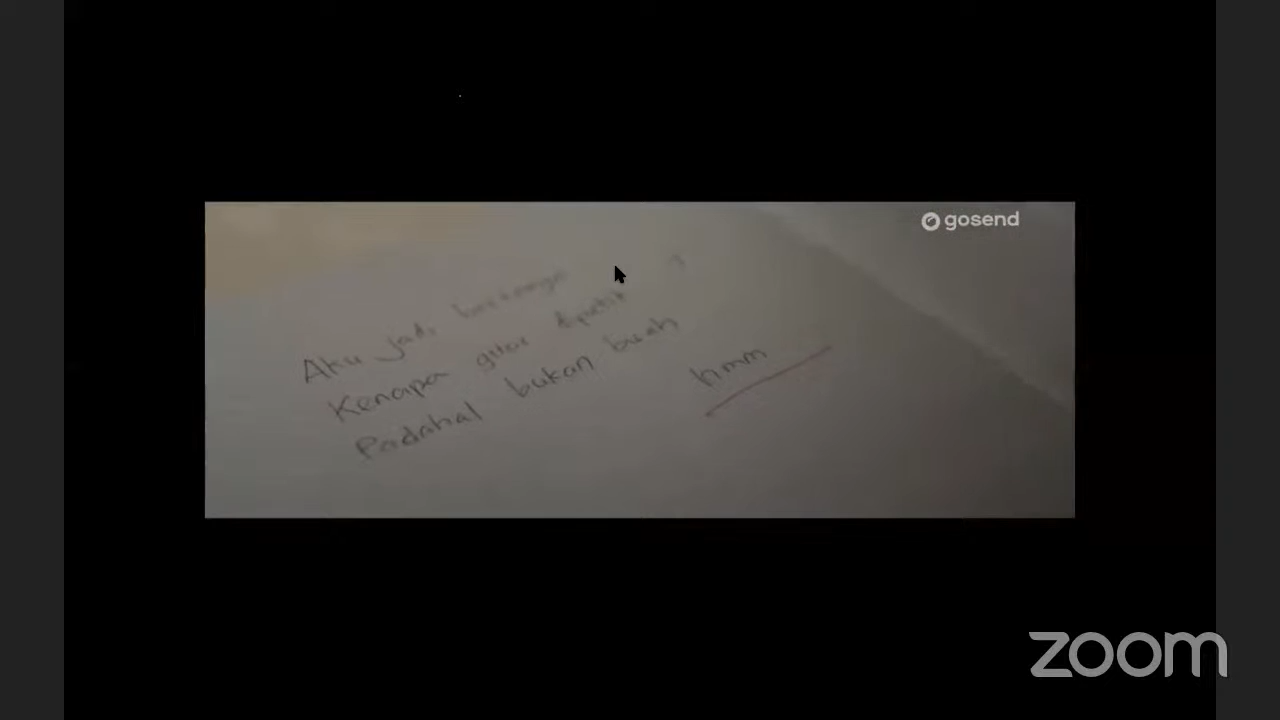 gosend
Aku jadi bertanya
Kenapa gitar dipetik
Padahal bukan buah
hmm
zoom